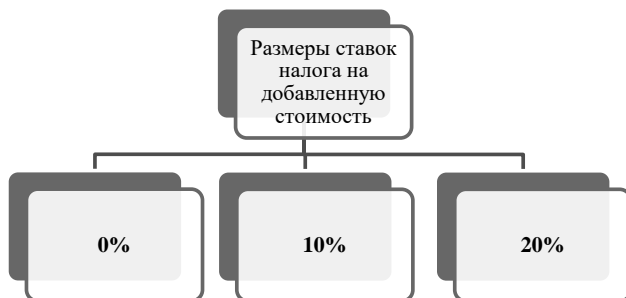 Размеры ставок
налога на
добавленную
стоимость
0%
10%
20%